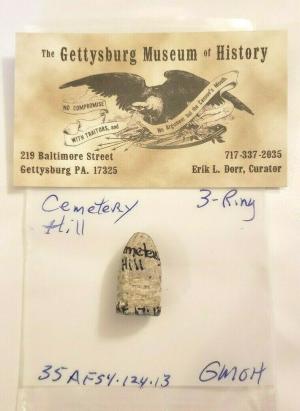 The Gettysburg Museum of History
NO COMPROMISE
WITH TRAITORS, and
No Argument but the Cannon's Mouth.
219 Baltimore Street
Gettysburg PA. 17325
717-337-2035
Erik L. Dorr, Curator
Cemetery
Hill
3-Ring
metery
Hill
35AFS4.124.13
GMOH